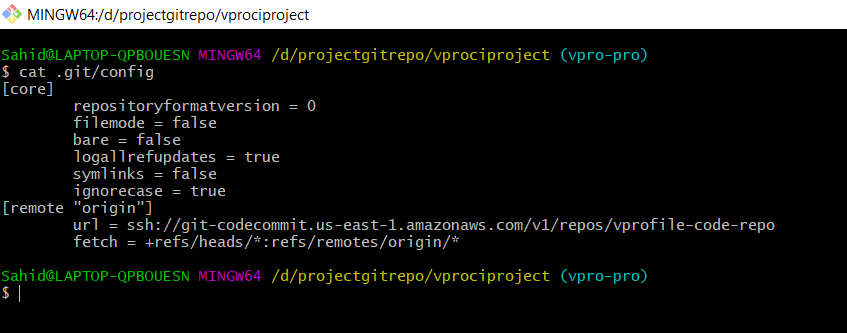 MINGW64:/d/projectgitrepo/vprociproject
Sahid@LAPTOP-QPBOUESN MINGW64 /d/projectgitrepo/vprociproject (vpro-pro)
$ cat .git/config
[core]
repositoryformatversion = 0
filemode = false
bare = false
logallrefupdates = true
symlinks = false
ignorecase = true
[remote "origin"]
url = ssh://git-codecommit.us-east-1.amazonaws.com/v1/repos/vprofile-code-repo
fetch = +refs/heads/*:refs/remotes/origin/*
Sahid@LAPTOP-QPBOUESN MINGW64 /d/projectgitrepo/vprociproject (vpro-pro)
$